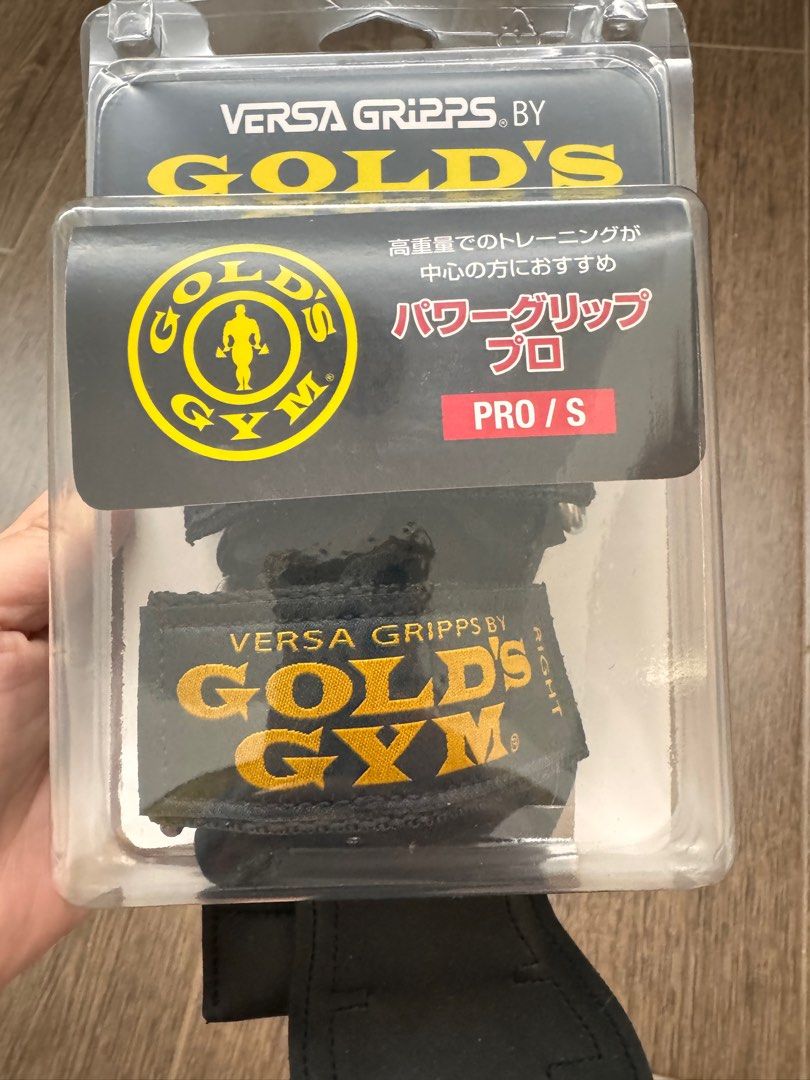 VERSA GRiPPS® BY
GOLD'S
GOLD'S
GYM®
高重量でのトレーニングが
中心の方におすすめ
パワーグリップ
プロ
PRO / S
VERSA GRIPPS BY
GOLD'S
GYM®
RIGHT